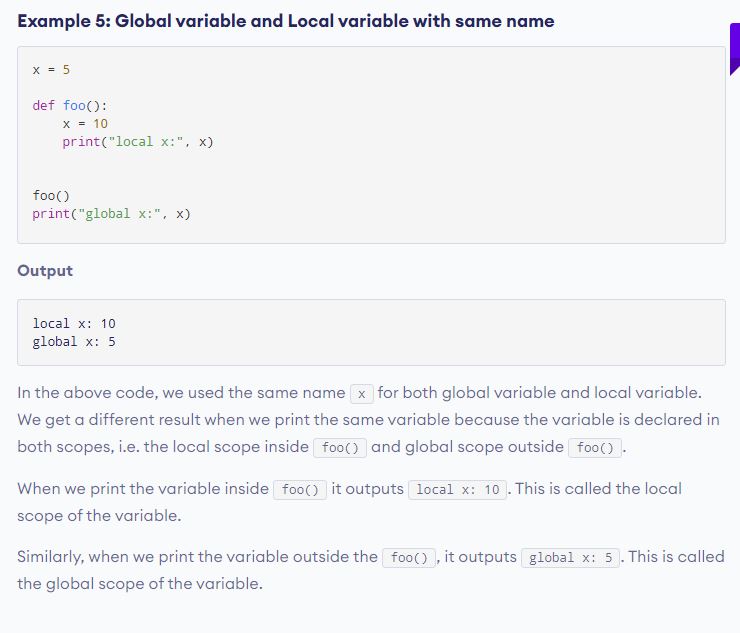 Example 5: Global variable and Local variable with same name
x = 5
def foo():
    x = 10
    print("local x:", x)
foo()
print("global x:", x)
Output
local x: 10
global x: 5
In the above code, we used the same name x for both global variable and local variable.
We get a different result when we print the same variable because the variable is declared in
both scopes, i.e. the local scope inside foo() and global scope outside foo() .
When we print the variable inside foo() it outputs local x: 10 . This is called the local
scope of the variable.
Similarly, when we print the variable outside the foo() , it outputs global x: 5 . This is called
the global scope of the variable.